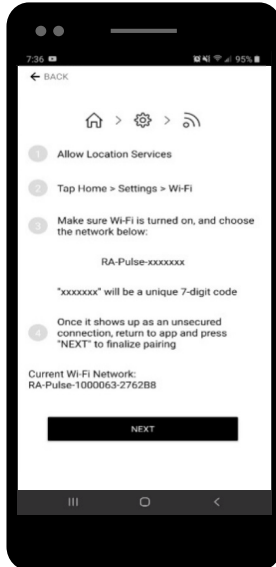 7:36
95%
BACK
1 Allow Location Services
2 Tap Home > Settings > Wi-Fi
3 Make sure Wi-Fi is turned on, and choose
the network below:
RA-Pulse-xxxxxxx
"xxxxxxx" will be a unique 7-digit code
4 Once it shows up as an unsecured
connection, return to app and press
"NEXT" to finalize pairing
Current Wi-Fi Network:
RA-Pulse-1000063-2762B8
NEXT